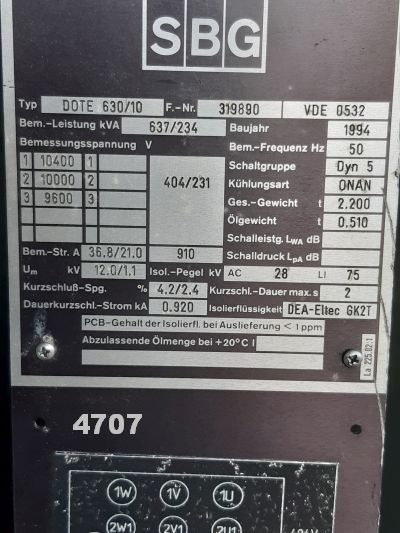 SBG
Typ DOTE 630/10 F.-Nr. 319890 VDE 0532
Bem.-Leistung kVA 637/234 Baujahr 1994
Bemessungsspannung V Bem.-Frequenz Hz 50
1 10400 1 404/231 Schaltgruppe Dyn 5
2 10000 2 Kühlungsart ONAN
3 9600 3 Ges.-Gewicht t 2.200
Ölgewicht t 0.510
Schalleistg. LWA dB
Bem.-Str. A 36.8/21.0 910 Schalldruck LpA dB
Um kV 12.0/1.1 Isol.-Pegel kV AC 28 LI 75
Kurzschluß-Spg. % 4.2/2.4 Kurzschl.-Dauer max. s 2
Dauerkurzschl.-Strom kA 0.920 Isolierflüssigkeit DEA-Eltec GK2T
PCB-Gehalt der Isolierfl. bei Auslieferung < 1 ppm
Abzulassende Ölmenge bei +20°C l
La 225.02:1
4707
1W 1V 1U
2W1 2V1 2U1